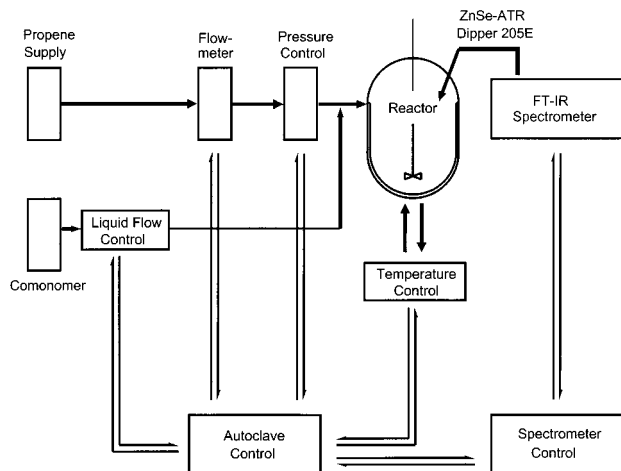 Propene
Supply
Flow-
meter
Pressure
Control
ZnSe-ATR
Dipper 205E
Reactor
FT-IR
Spectrometer
Liquid Flow
Control
Comonomer
Temperature
Control
Autoclave
Control
Spectrometer
Control